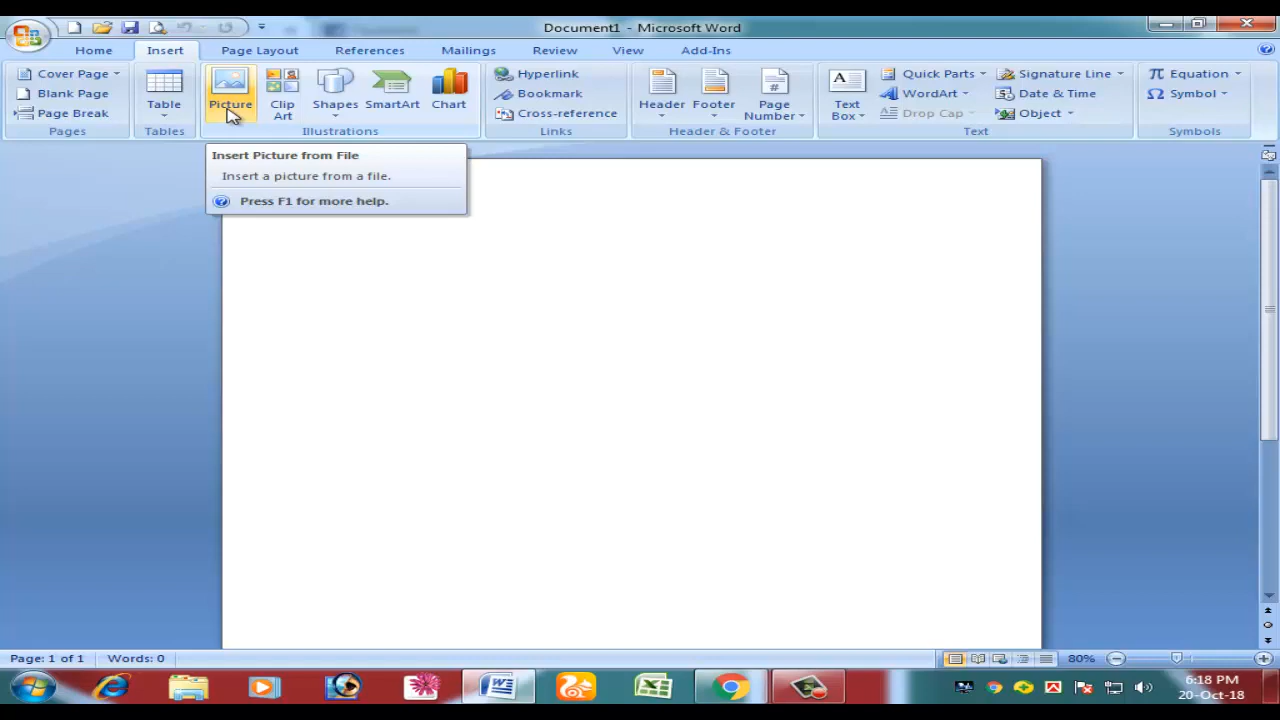 Document1 - Microsoft Word
Home Insert Page Layout References Mailings Review View Add-Ins
Cover Page
Blank Page
Page Break
Pages
Table
Tables
Picture
Clip Art
Shapes
SmartArt
Chart
Illustrations
Hyperlink
Bookmark
Cross-reference
Links
Header
Footer
Page Number
Header & Footer
Text Box
Quick Parts
WordArt
Drop Cap
Signature Line
Date & Time
Object
Text
Equation
Symbol
Symbols
Insert Picture from File
Insert a picture from a file.
Press F1 for more help.
Page: 1 of 1 Words: 0 80%
6:18 PM
20-Oct-18